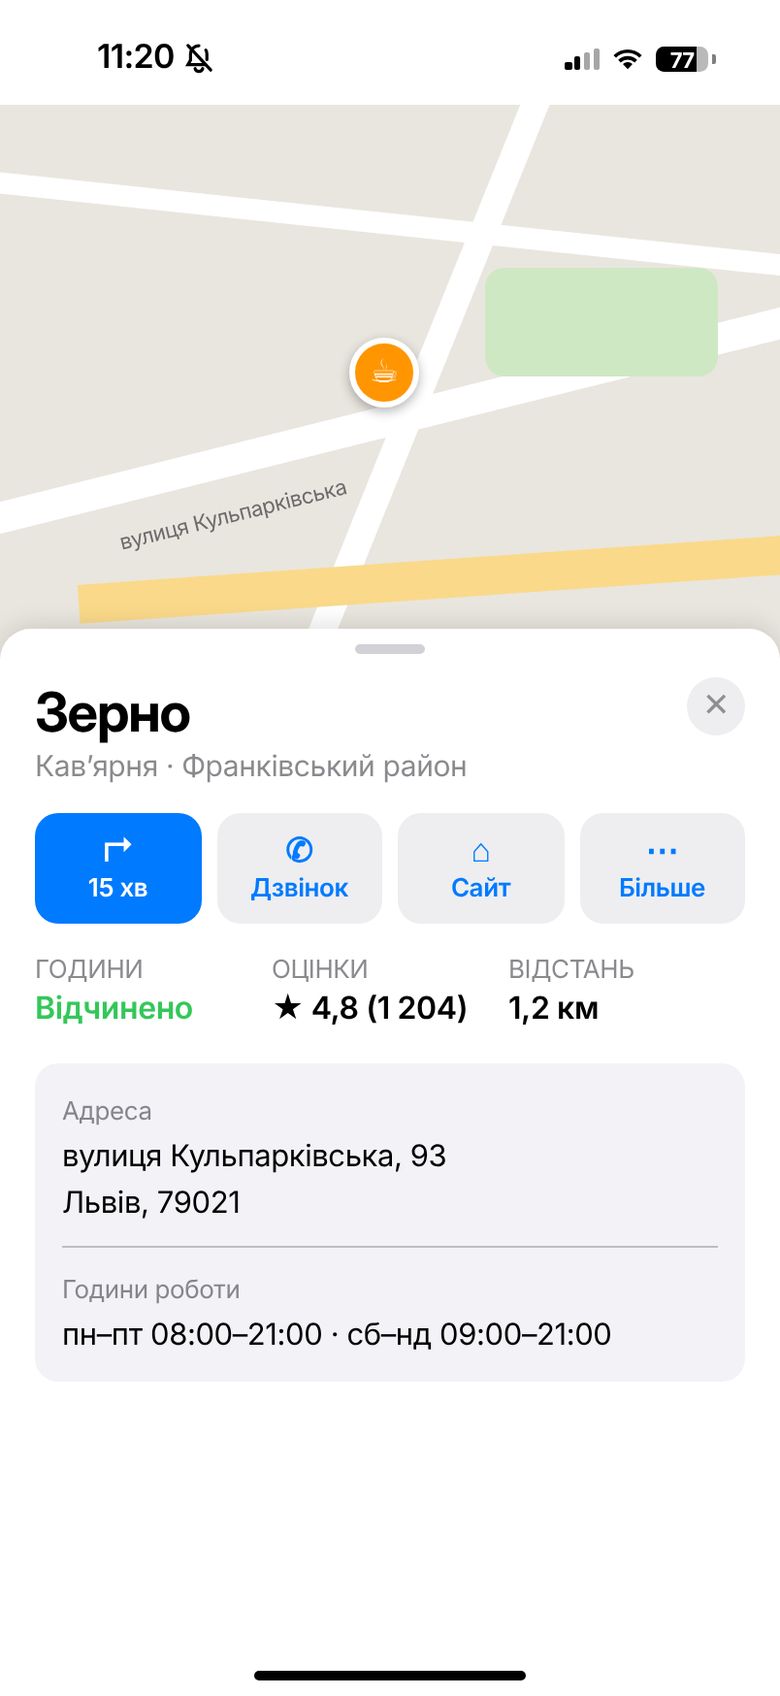 11:20
77
вулиця Кульпарківська
Зерно
Кав’ярня · Франківський район
15 хв
Дзвінок
Сайт
Більше
ГОДИНИ
Відчинено
ОЦІНКИ
★ 4,8 (1 204)
ВІДСТАНЬ
1,2 км
Адреса
вулиця Кульпарківська, 93
Львів, 79021
Години роботи
пн–пт 08:00–21:00 · сб–нд 09:00–21:00